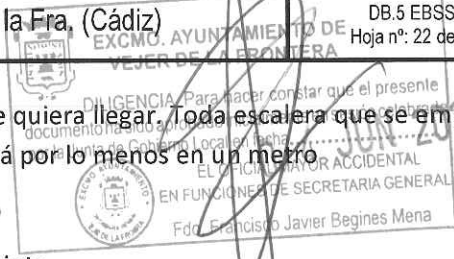 la Fra. (Cádiz)
DB.5 EBSS
Hoja nº: 22 de
EXCMO. AYUNTAMIENTO DE
VEJER DE LA FRONTERA
DILIGENCIA. Para hacer constar que el presente
e quiera llegar. Toda escalera que se em
documento ha sido aprobado
por la Junta de Gobierno Local en fecha
JUN 20
á por lo menos en un metro
EL OFICIAL MAYOR ACCIDENTAL
EN FUNCIONES DE SECRETARIA GENERAL
Fdo. Francisco Javier Begines Mena